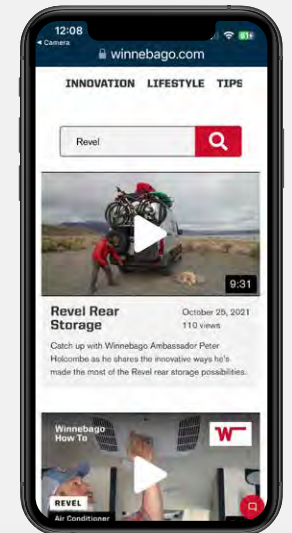 12:08
Camera
61
winnebago.com
INNOVATION LIFESTYLE TIPS
Revel
9:31
Revel Rear
Storage
October 25, 2021
110 views
Catch up with Winnebago Ambassador Peter
Holcombe as he shares the innovative ways he's
made the most of the Revel rear storage possibilities.
Winnebago
How To
W
REVEL
Air Conditioner